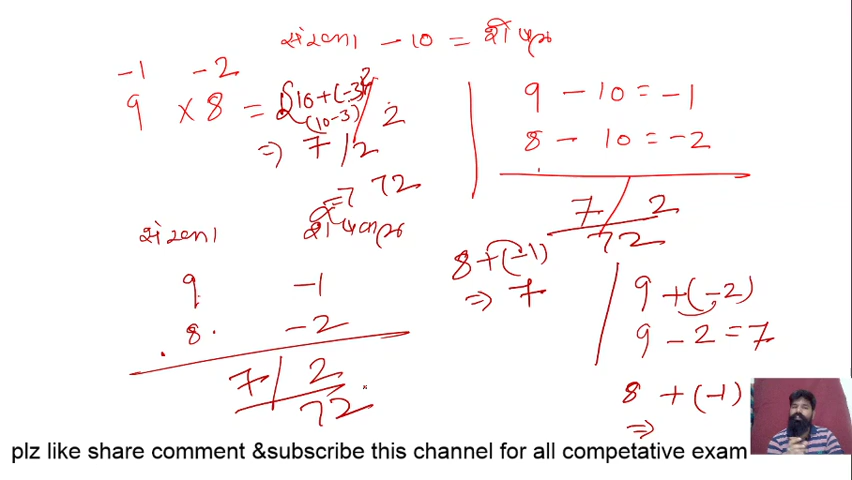 સંખ્યા - 10 =
-1 -2
9 × 8 = 10 + (-3) / 2
(10-3)
=> 7 / 2
=> 72
સંખ્યા
9 -1
8 -2
7 / 2
72
9 - 10 = -1
8 - 10 = -2
7 / 2
72
8 + (-1)
=> 7
9 + (-2)
9 - 2 = 7
8 + (-1)
=>
plz like share comment &subscribe this channel for all competative exam